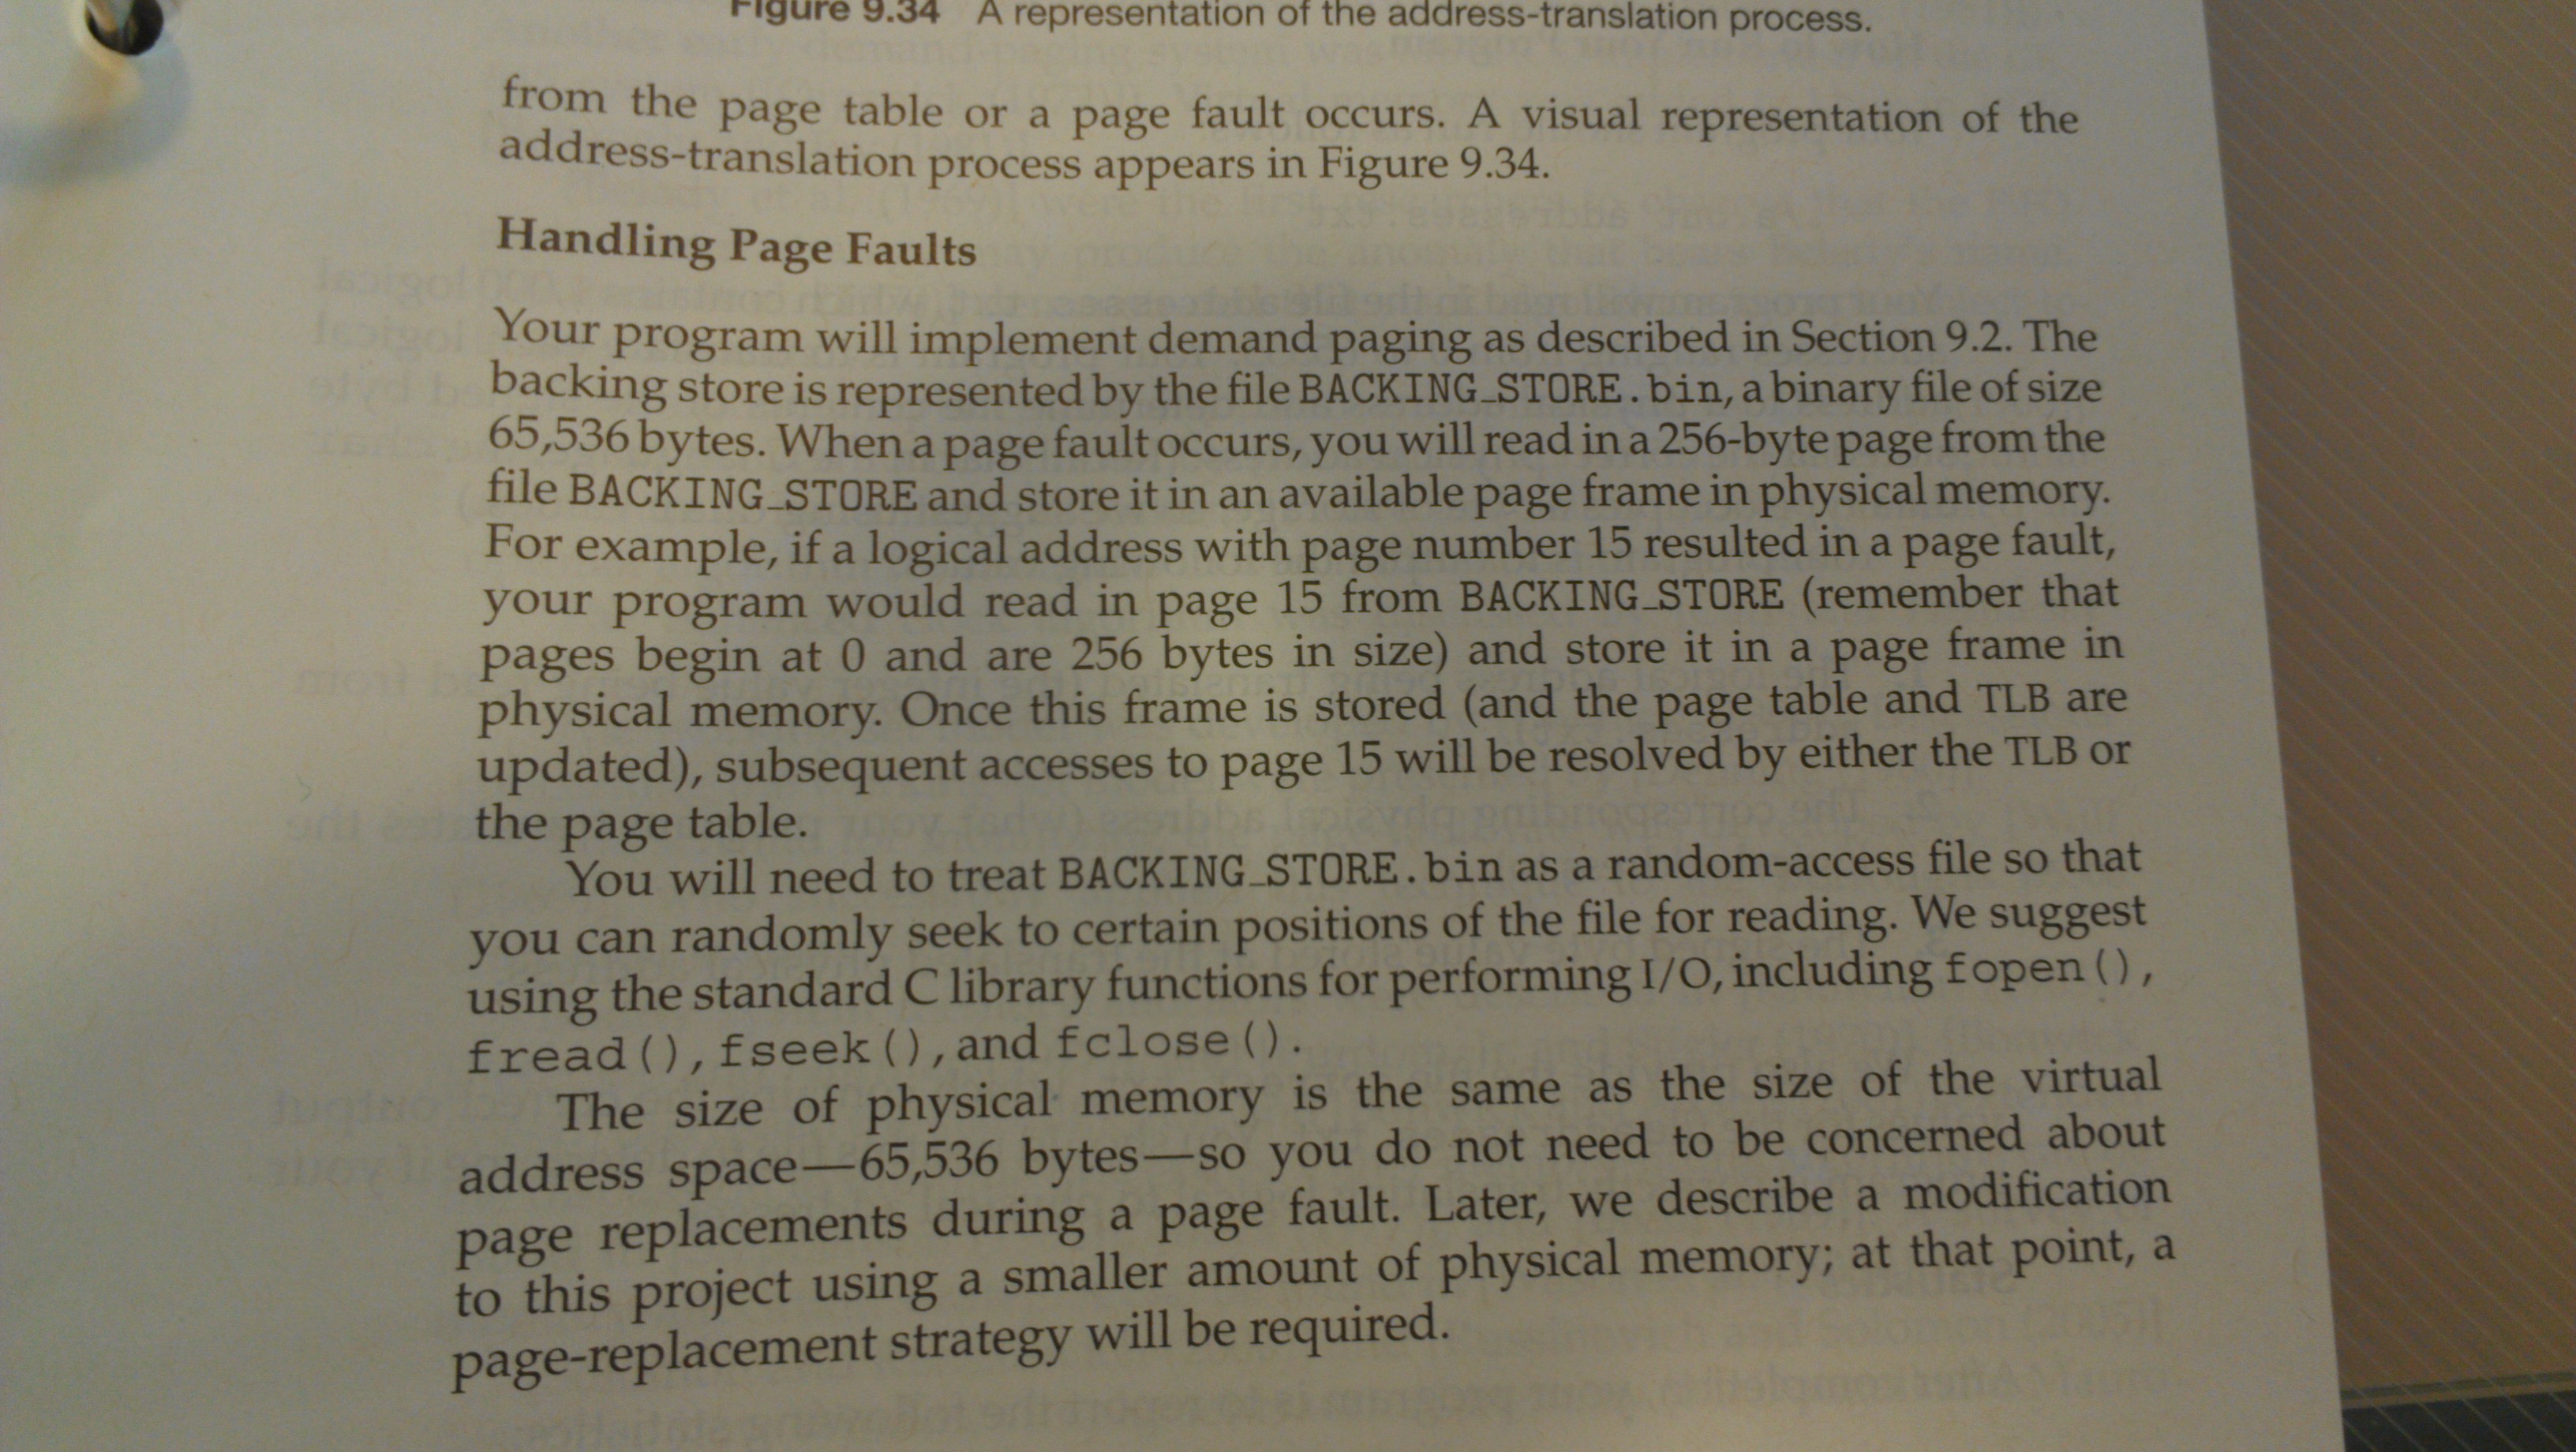 Figure 9.34 A representation of the address-translation process.
from the page table or a page fault occurs. A visual representation of the
address-translation process appears in Figure 9.34.
Handling Page Faults
Your program will implement demand paging as described in Section 9.2. The
backing store is represented by the file BACKING_STORE.bin, a binary file of size
65,536 bytes. When a page fault occurs, you will read in a 256-byte page from the
file BACKING_STORE and store it in an available page frame in physical memory.
For example, if a logical address with page number 15 resulted in a page fault,
your program would read in page 15 from BACKING_STORE (remember that
pages begin at 0 and are 256 bytes in size) and store it in a page frame in
physical memory. Once this frame is stored (and the page table and TLB are
updated), subsequent accesses to page 15 will be resolved by either the TLB or
the page table.
You will need to treat BACKING_STORE.bin as a random-access file so that
you can randomly seek to certain positions of the file for reading. We suggest
using the standard C library functions for performing I/O, including fopen(),
fread(), fseek(), and fclose().
The size of physical memory is the same as the size of the virtual
address space—65,536 bytes—so you do not need to be concerned about
page replacements during a page fault. Later, we describe a modification
to this project using a smaller amount of physical memory; at that point, a
page-replacement strategy will be required.